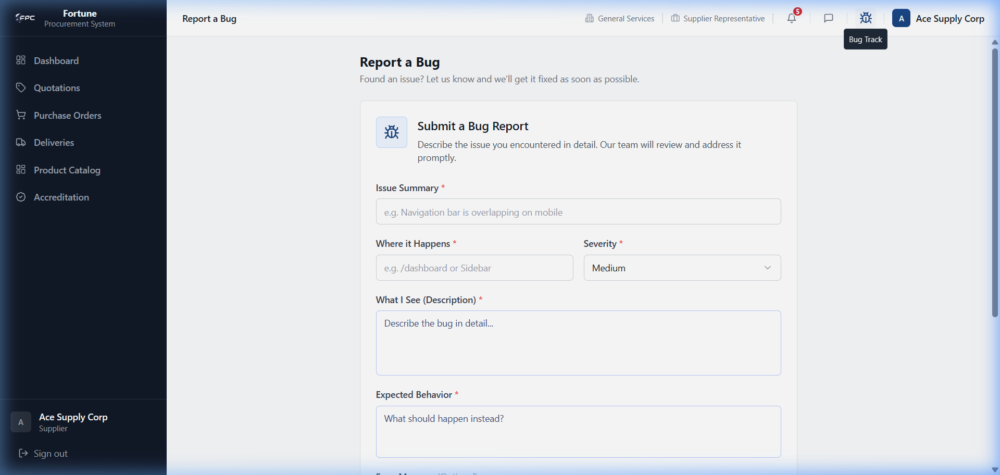 FPC
Fortune
Procurement System
Dashboard
Quotations
Purchase Orders
Deliveries
Product Catalog
Accreditation
A
Ace Supply Corp
Supplier
Sign out
Report a Bug
General Services
Supplier Representative
5
A
Ace Supply Corp
Bug Track
Report a Bug
Found an issue? Let us know and we'll get it fixed as soon as possible.
Submit a Bug Report
Describe the issue you encountered in detail. Our team will review and address it
promptly.
Issue Summary *
e.g. Navigation bar is overlapping on mobile
Where it Happens *
e.g. /dashboard or Sidebar
Severity *
Medium
What I See (Description) *
Describe the bug in detail...
Expected Behavior *
What should happen instead?